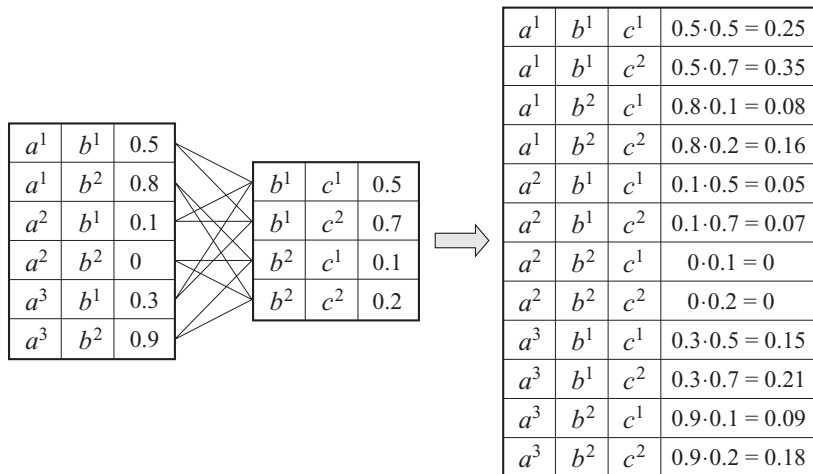 a¹ b¹ 0.5
a¹ b² 0.8
a² b¹ 0.1
a² b² 0
a³ b¹ 0.3
a³ b² 0.9
b¹ c¹ 0.5
b¹ c² 0.7
b² c¹ 0.1
b² c² 0.2
a¹ b¹ c¹ 0.5·0.5 = 0.25
a¹ b¹ c² 0.5·0.7 = 0.35
a¹ b² c¹ 0.8·0.1 = 0.08
a¹ b² c² 0.8·0.2 = 0.16
a² b¹ c¹ 0.1·0.5 = 0.05
a² b¹ c² 0.1·0.7 = 0.07
a² b² c¹ 0·0.1 = 0
a² b² c² 0·0.2 = 0
a³ b¹ c¹ 0.3·0.5 = 0.15
a³ b¹ c² 0.3·0.7 = 0.21
a³ b² c¹ 0.9·0.1 = 0.09
a³ b² c² 0.9·0.2 = 0.18